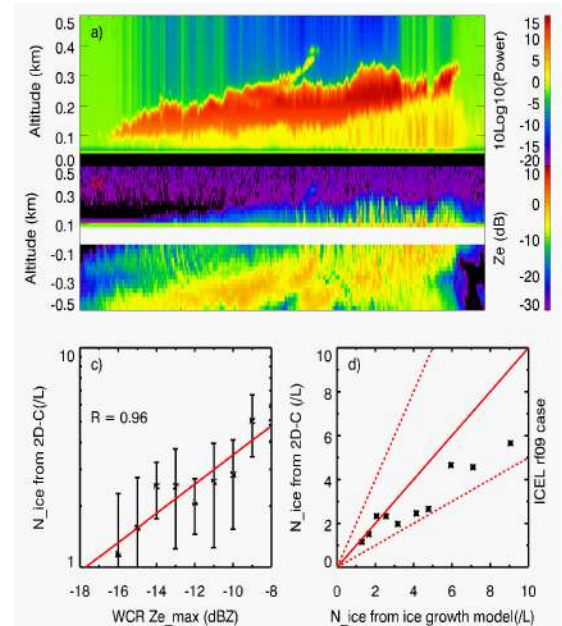 a)
0.5
0.4
0.3
0.2
0.1
0.0
Altitude (km)
15
10
5
0
-5
-10
-15
-20
10Log10(Power)
0.5
0.3
0.1
-0.1
-0.3
-0.5
Altitude (km)
10
0
-10
-20
-30
Ze (dB)
c)
R = 0.96
10
1
N_ice from 2D-C(/L)
-18 -16 -14 -12 -10 -8
WCR Ze_max (dBZ)
d)
10
8
6
4
2
0
N_ice from 2D-C (/L)
0 2 4 6 8 10
N_ice from ice growth model(/L)
ICEL rf09 case